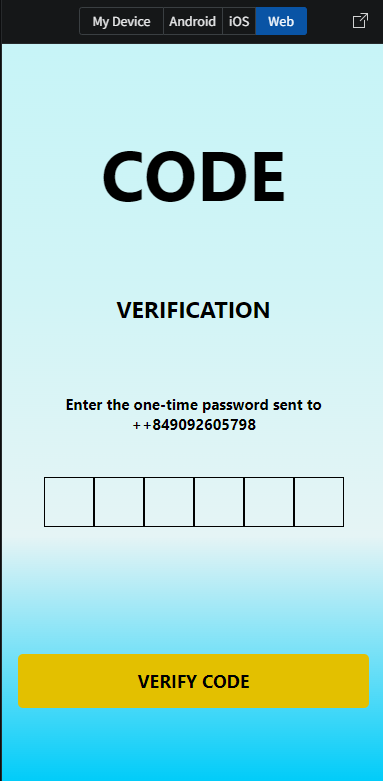 My Device Android iOS Web
CODE
VERIFICATION
Enter the one-time password sent to
++849092605798
VERIFY CODE